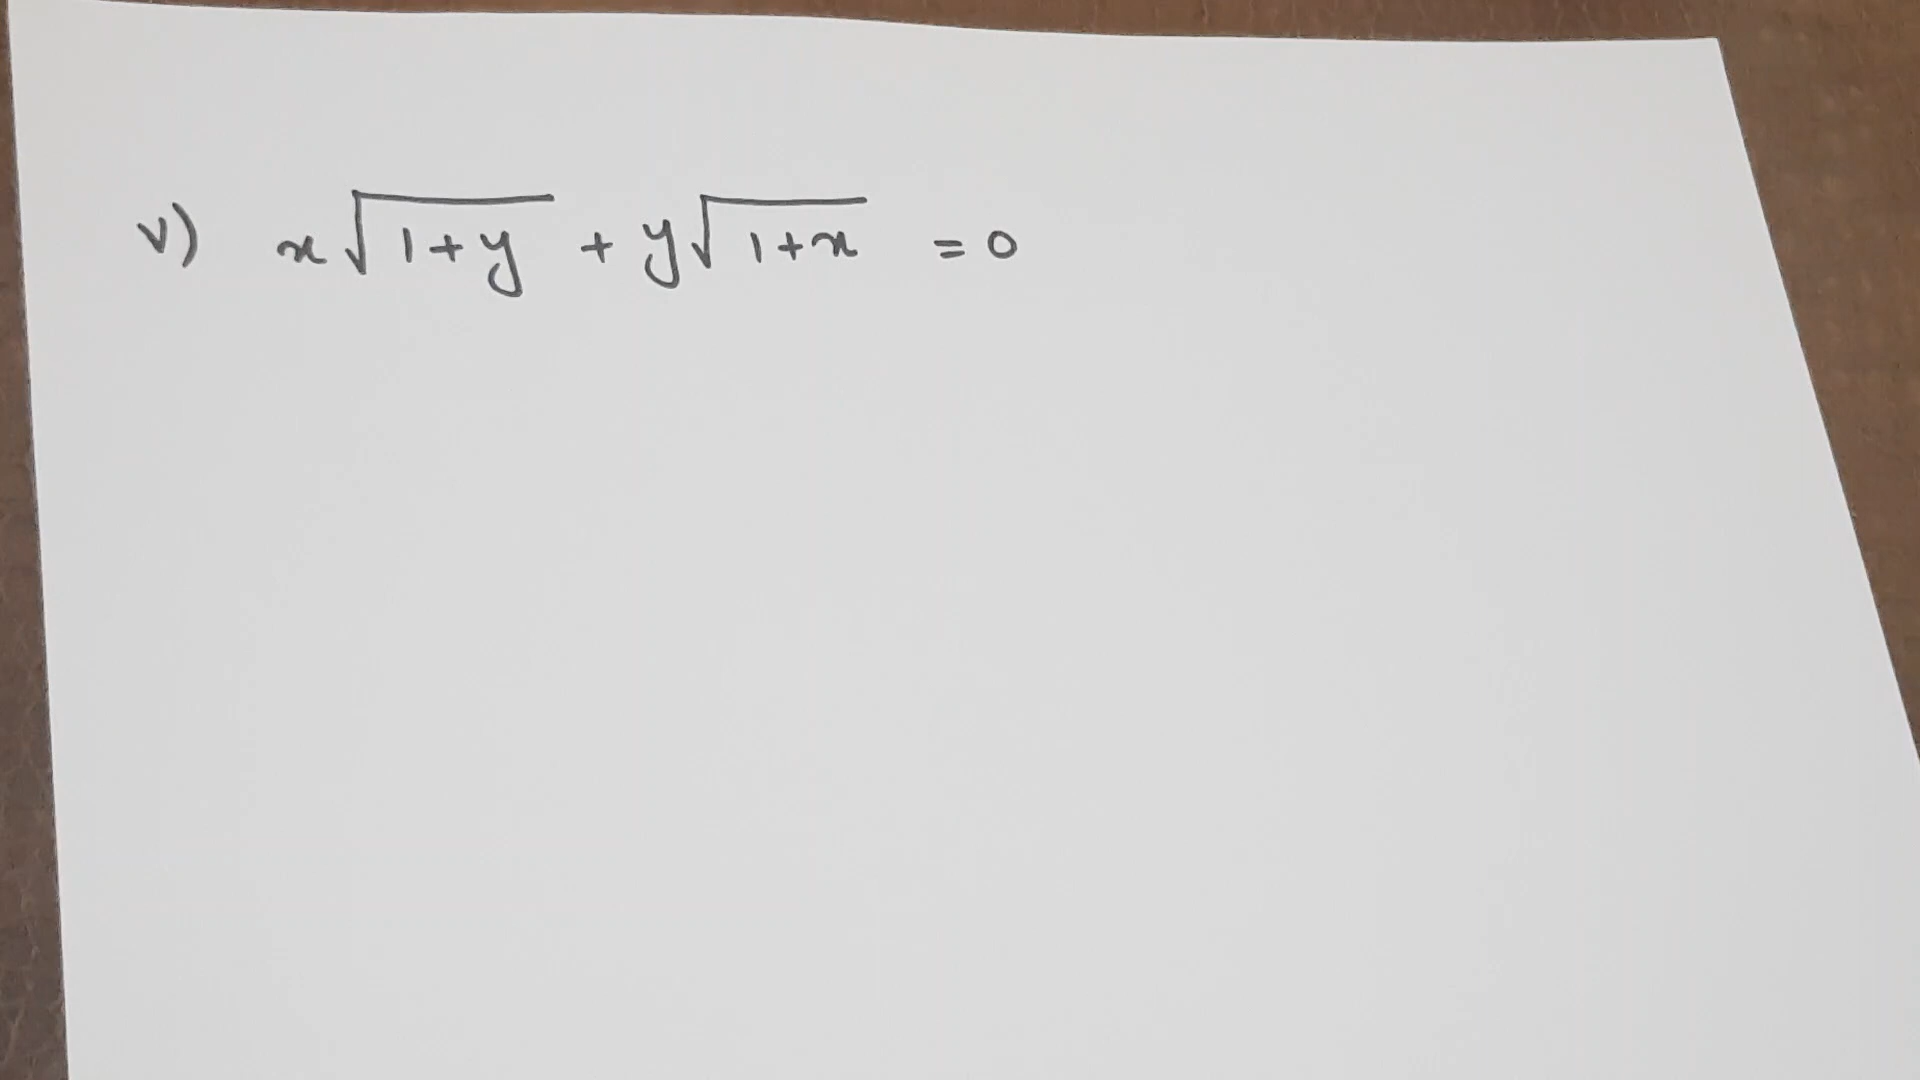 v) x√1+y + y√1+x = 0